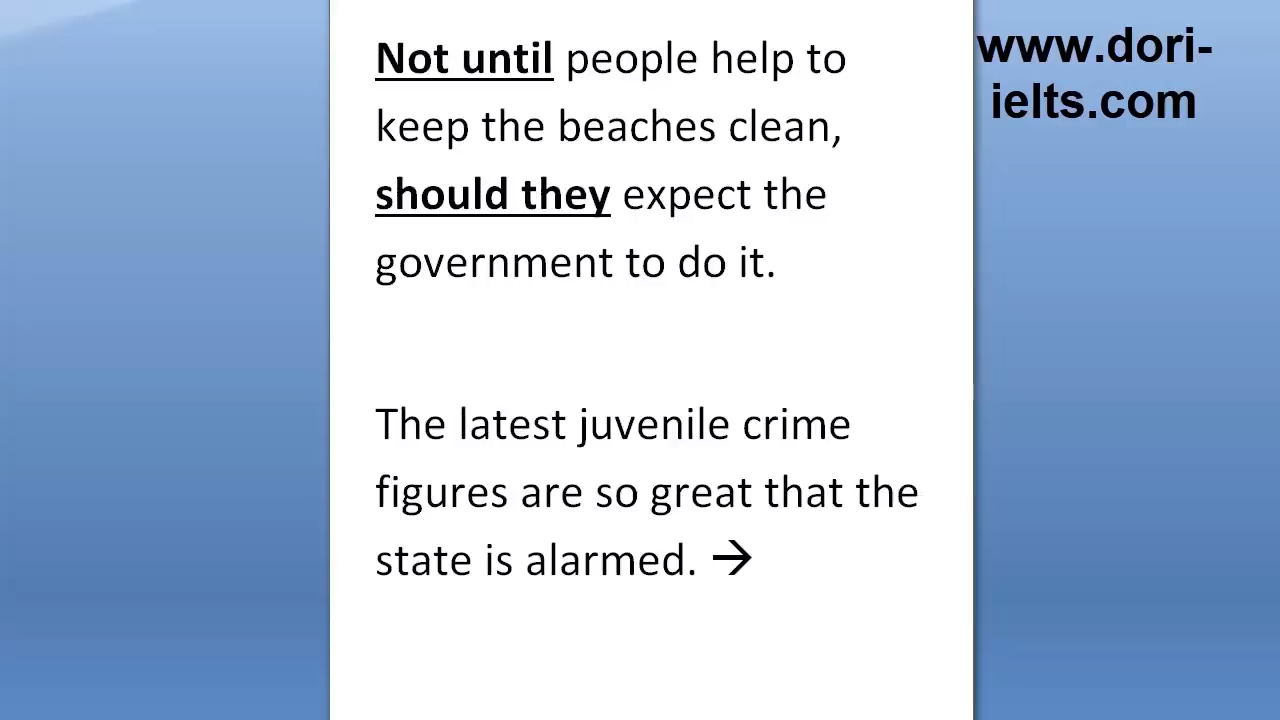 Not until people help to
keep the beaches clean,
should they expect the
government to do it.
The latest juvenile crime
figures are so great that the
state is alarmed. →
www.dori-
ielts.com